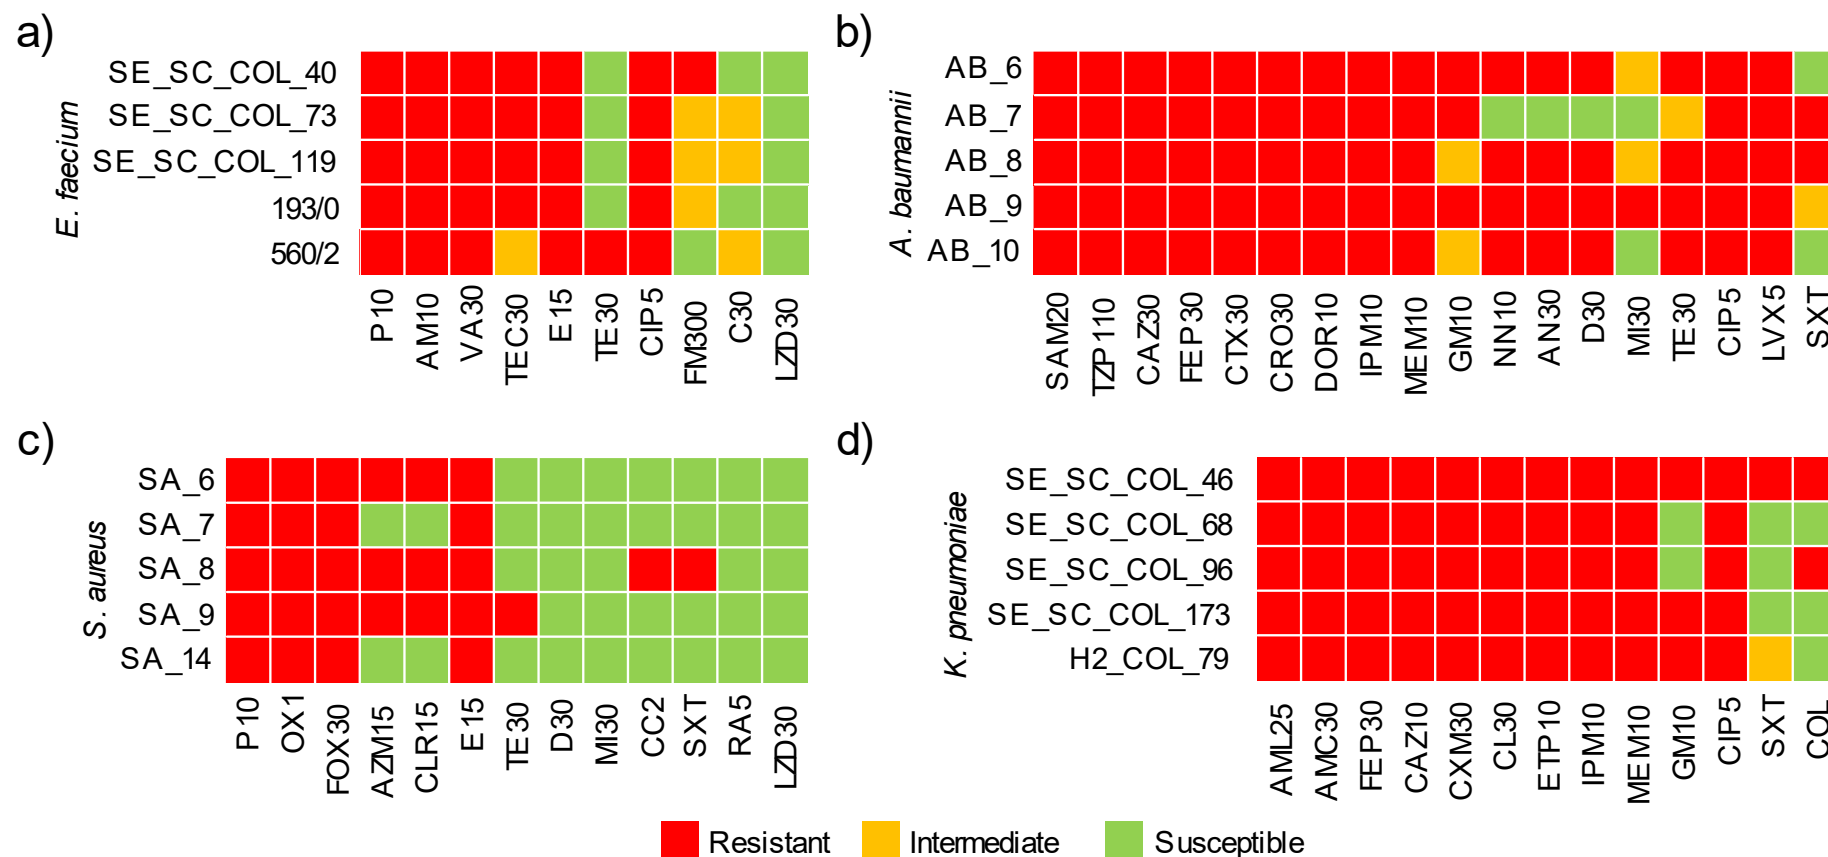 a)
E. faecium
SE_SC_COL_40
SE_SC_COL_73
SE_SC_COL_119
193/0
560/2
P10 AM10 VA30 TEC30 E15 TE30 CIP5 FM300 C30 LZD30
b)
A. baumannii
AB_6
AB_7
AB_8
AB_9
AB_10
SAM20 TZP110 CAZ30 FEP30 CTX30 CRO30 DOR10 IPM10 MEM10 GM10 NN10 AN30 D30 MI30 TE30 CIP5 LVX5 SXT
c)
S. aureus
SA_6
SA_7
SA_8
SA_9
SA_14
P10 OX1 FOX30 AZM15 CLR15 E15 TE30 D30 MI30 CC2 SXT RA5 LZD30
d)
K. pneumoniae
SE_SC_COL_46
SE_SC_COL_68
SE_SC_COL_96
SE_SC_COL_173
H2_COL_79
AML25 AMC30 FEP30 CAZ10 CXM30 CL30 ETP10 IPM10 MEM10 GM10 CIP5 SXT COL
Resistant Intermediate Susceptible